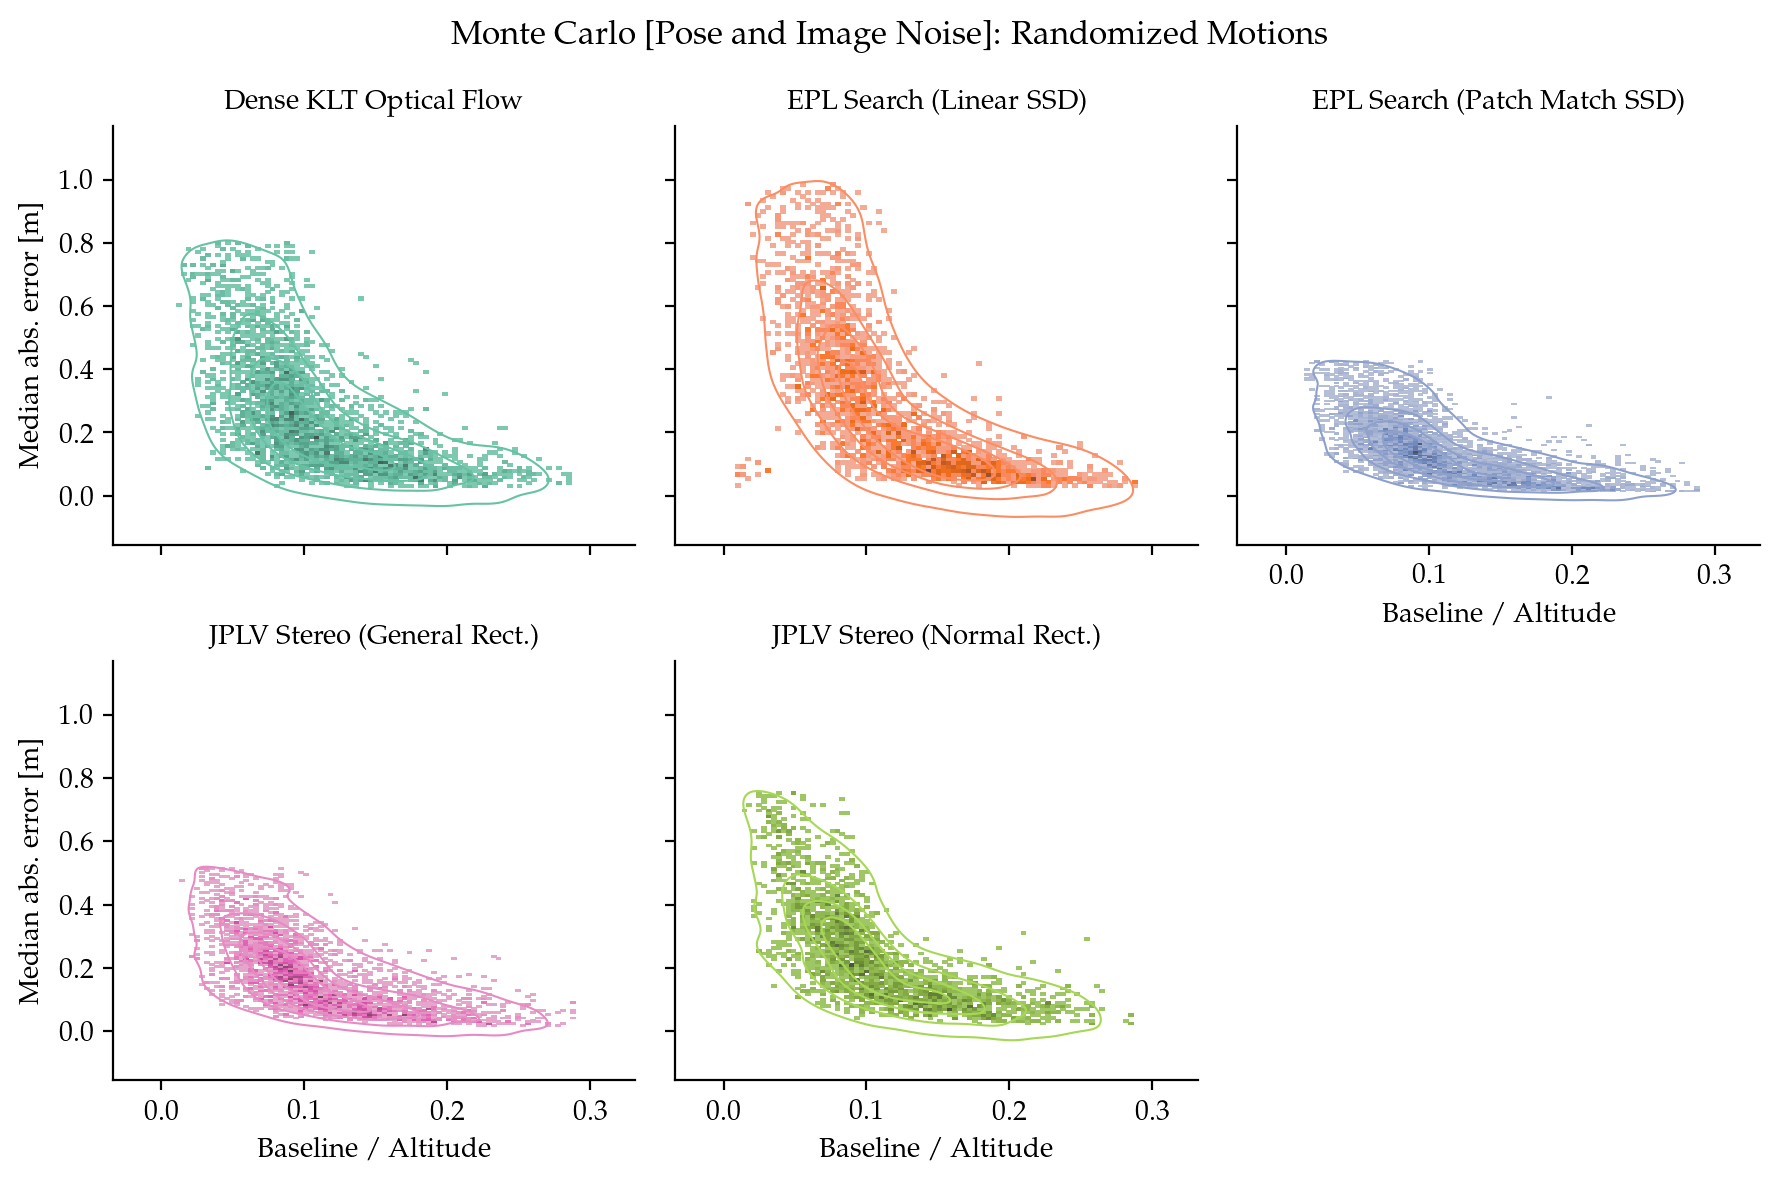 Monte Carlo [Pose and Image Noise]: Randomized Motions
Dense KLT Optical Flow
EPL Search (Linear SSD)
EPL Search (Patch Match SSD)
Median abs. error [m]
1.0
0.8
0.6
0.4
0.2
0.0
0.0 0.1 0.2 0.3
Baseline / Altitude
JPLV Stereo (General Rect.)
JPLV Stereo (Normal Rect.)
Median abs. error [m]
1.0
0.8
0.6
0.4
0.2
0.0
0.0 0.1 0.2 0.3
Baseline / Altitude
0.0 0.1 0.2 0.3
Baseline / Altitude